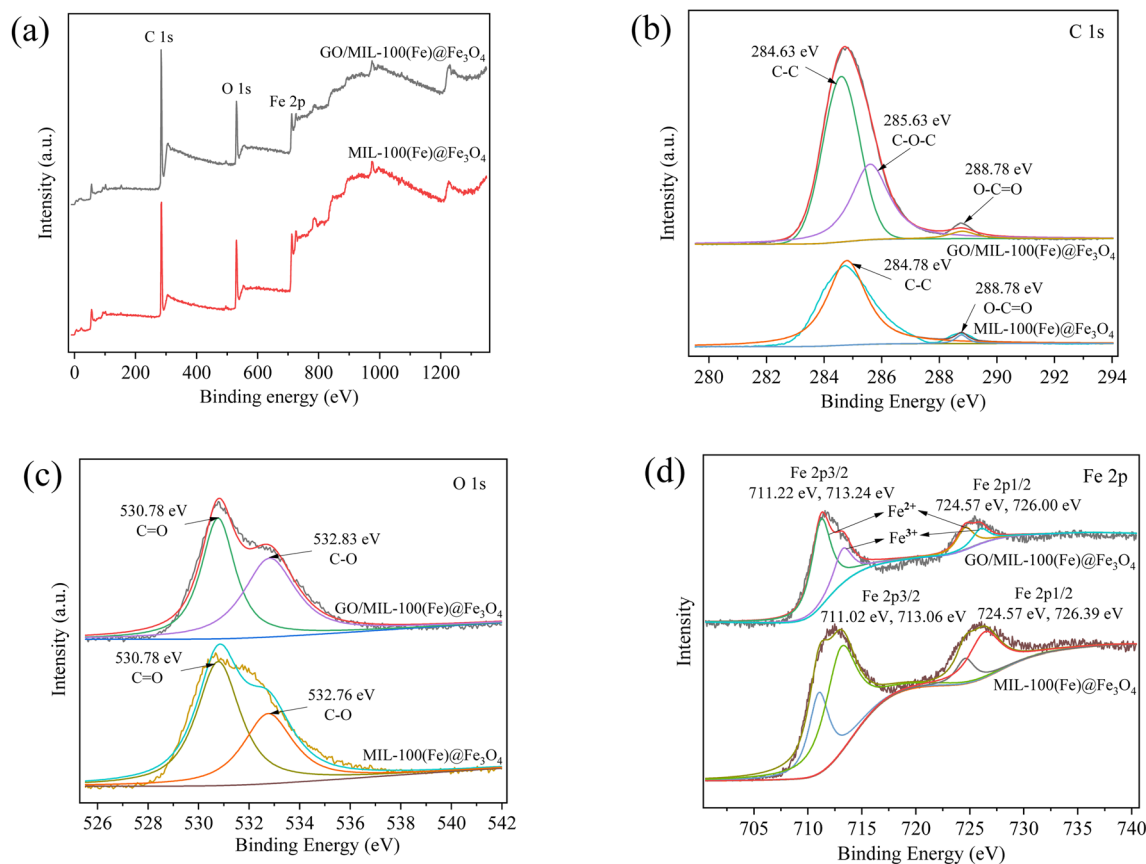 (a)
C 1s
GO/MIL-100(Fe)@Fe₃O₄
O 1s
Fe 2p
MIL-100(Fe)@Fe₃O₄
Intensity (a.u.)
0 200 400 600 800 1000 1200
Binding energy (eV)
(b)
C 1s
284.63 eV
C-C
285.63 eV
C-O-C
288.78 eV
O-C=O
GO/MIL-100(Fe)@Fe₃O₄
284.78 eV
C-C
288.78 eV
O-C=O
MIL-100(Fe)@Fe₃O₄
Intensity (a.u.)
280 282 284 286 288 290 292 294
Binding Energy (eV)
(c)
O 1s
530.78 eV
C=O
532.83 eV
C-O
GO/MIL-100(Fe)@Fe₃O₄
530.78 eV
C=O
532.76 eV
C-O
MIL-100(Fe)@Fe₃O₄
Intensity (a.u.)
526 528 530 532 534 536 538 540 542
Binding Energy (eV)
(d)
Fe 2p
Fe 2p3/2
711.22 eV, 713.24 eV
Fe 2p1/2
724.57 eV, 726.00 eV
Fe²⁺
Fe³⁺
GO/MIL-100(Fe)@Fe₃O₄
Fe 2p3/2
711.02 eV, 713.06 eV
Fe 2p1/2
724.57 eV, 726.39 eV
MIL-100(Fe)@Fe₃O₄
Intensity
705 710 715 720 725 730 735 740
Binding Energy (eV)